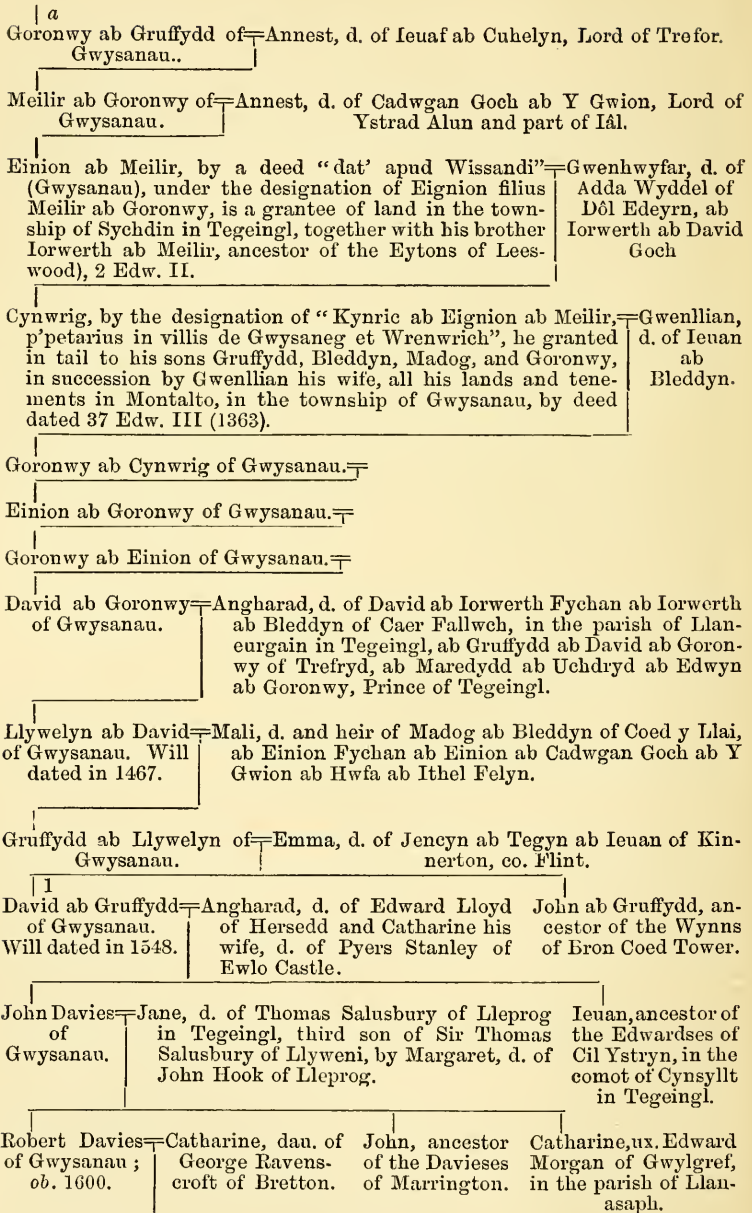 a
Goronwy ab Gruffydd of=Annest, d. of Ieuaf ab Cuhelyn, Lord of Trefor.
Gwysanau..
Meilir ab Goronwy of=Annest, d. of Cadwgan Goch ab Y Gwion, Lord of
Gwysanau. Ystrad Alun and part of Iâl.
Einion ab Meilir, by a deed "dat' apud Wissandi"=Gwenhwyfar, d. of
(Gwysanau), under the designation of Eignion filius Adda Wyddel of
Meilir ab Goronwy, is a grantee of land in the town- Dôl Edeyrn, ab
ship of Sychdin in Tegeingl, together with his brother Iorwerth ab David
Iorwerth ab Meilir, ancestor of the Eytons of Lees- Goch
wood), 2 Edw. II.
Cynwrig, by the designation of "Kynric ab Eignion ab Meilir,=Gwenllian,
p'petarius in villis de Gwysaneg et Wrenwrich", he granted d. of Ieuan
in tail to his sons Gruffydd, Bleddyn, Madog, and Goronwy, ab
in succession by Gwenllian his wife, all his lands and tene- Bleddyn.
ments in Montalto, in the township of Gwysanau, by deed
dated 37 Edw. III (1363).
Goronwy ab Cynwrig of Gwysanau.=
Einion ab Goronwy of Gwysanau.=
Goronwy ab Einion of Gwysanau.=
David ab Goronwy=Angharad, d. of David ab Iorwerth Fychan ab Iorwerth
of Gwysanau. ab Bleddyn of Caer Fallwch, in the parish of Llan-
eurgain in Tegeingl, ab Gruffydd ab David ab Goron-
wy of Trefryd, ab Maredydd ab Uchdryd ab Edwyn
ab Goronwy, Prince of Tegeingl.
Llywelyn ab David=Mali, d. and heir of Madog ab Bleddyn of Coed y Llai,
of Gwysanau. Will ab Einion Fychan ab Einion ab Cadwgan Goch ab Y
dated in 1467. Gwion ab Hwfa ab Ithel Felyn.
Gruffydd ab Llywelyn of=Emma, d. of Jencyn ab Tegyn ab Ieuan of Kin-
Gwysanau. nerton, co. Flint.
1
David ab Gruffydd=Angharad, d. of Edward Lloyd John ab Gruffydd, an-
of Gwysanau. of Hersedd and Catharine his cestor of the Wynns
Will dated in 1548. wife, d. of Pyers Stanley of of Bron Coed Tower.
Ewlo Castle.
John Davies=Jane, d. of Thomas Salusbury of Lleprog Ieuan, ancestor of
of in Tegeingl, third son of Sir Thomas the Edwardses of
Gwysanau. Salusbury of Llyweni, by Margaret, d. of Cil Ystryn, in the
John Hook of Lleprog. comot of Cynsyllt
in Tegeingl.
Robert Davies=Catharine, dau. of John, ancestor Catharine, ux. Edward
of Gwysanau; George Ravens- of the Davieses Morgan of Gwylgref,
ob. 1600. croft of Bretton. of Marrington. in the parish of Llan-
asaph.